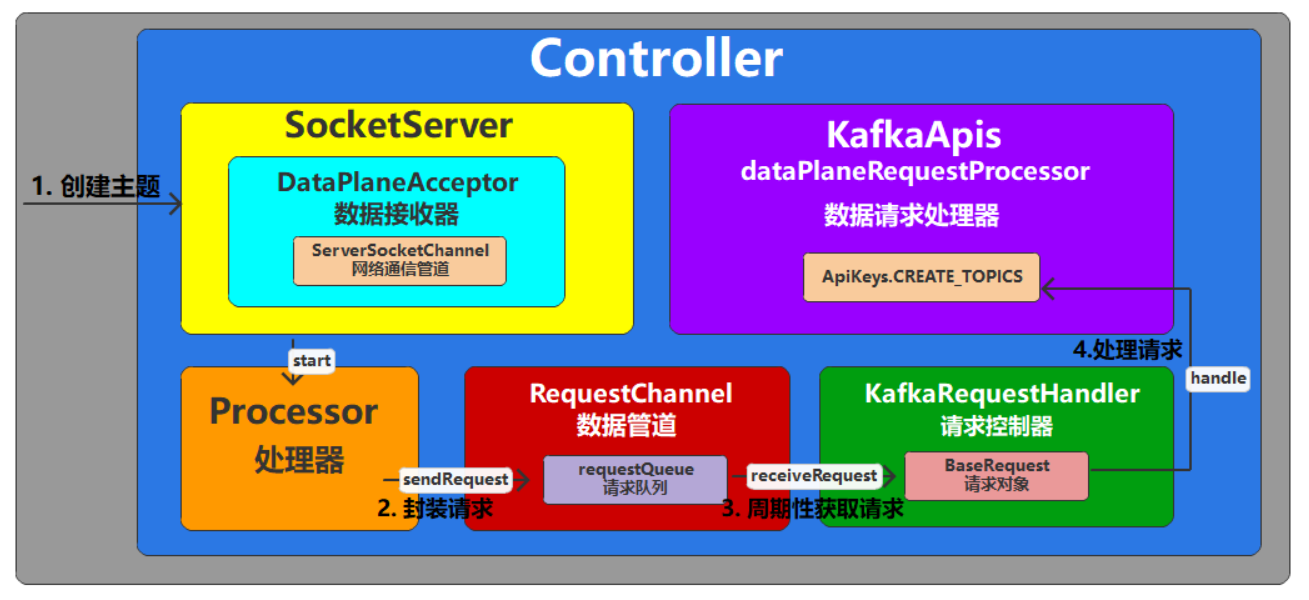 Controller
SocketServer
DataPlaneAcceptor
数据接收器
ServerSocketChannel
网络通信管道
1. 创建主题
KafkaApis
dataPlaneRequestProcessor
数据请求处理器
ApiKeys.CREATE_TOPICS
start
Processor
处理器
sendRequest
2. 封装请求
RequestChannel
数据管道
requestQueue
请求队列
receiveRequest
3. 周期性获取请求
KafkaRequestHandler
请求控制器
BaseRequest
请求对象
4.处理请求
handle